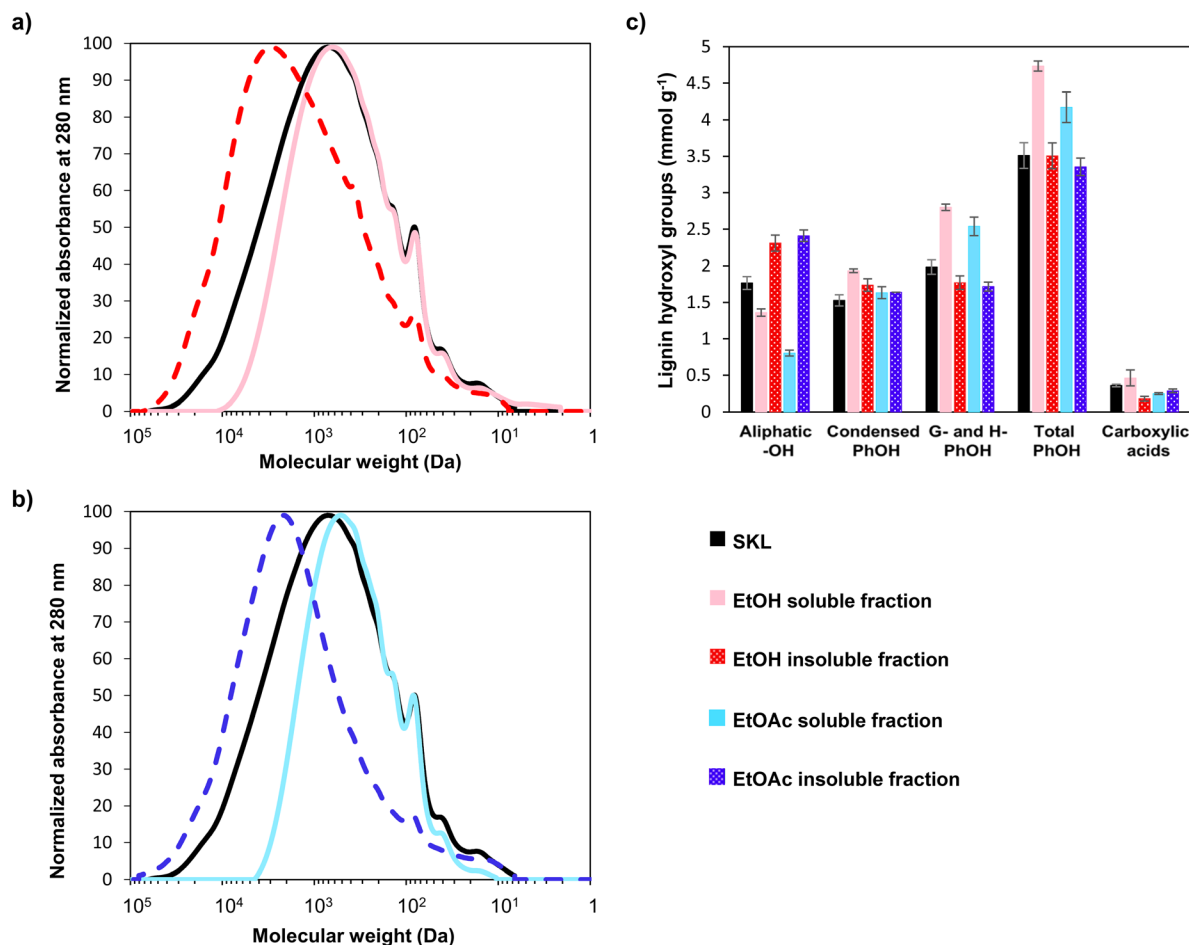 a)
Normalized absorbance at 280 nm
100
90
80
70
60
50
40
30
20
10
0
10⁵ 10⁴ 10³ 10² 10¹ 1
Molecular weight (Da)
b)
Normalized absorbance at 280 nm
100
90
80
70
60
50
40
30
20
10
0
10⁵ 10⁴ 10³ 10² 10¹ 1
Molecular weight (Da)
c)
Lignin hydroxyl groups (mmol g⁻¹)
5
4.5
4
3.5
3
2.5
2
1.5
1
0.5
0
Aliphatic Condensed G- and H- Total Carboxylic
-OH PhOH PhOH PhOH acids
SKL
EtOH soluble fraction
EtOH insoluble fraction
EtOAc soluble fraction
EtOAc insoluble fraction